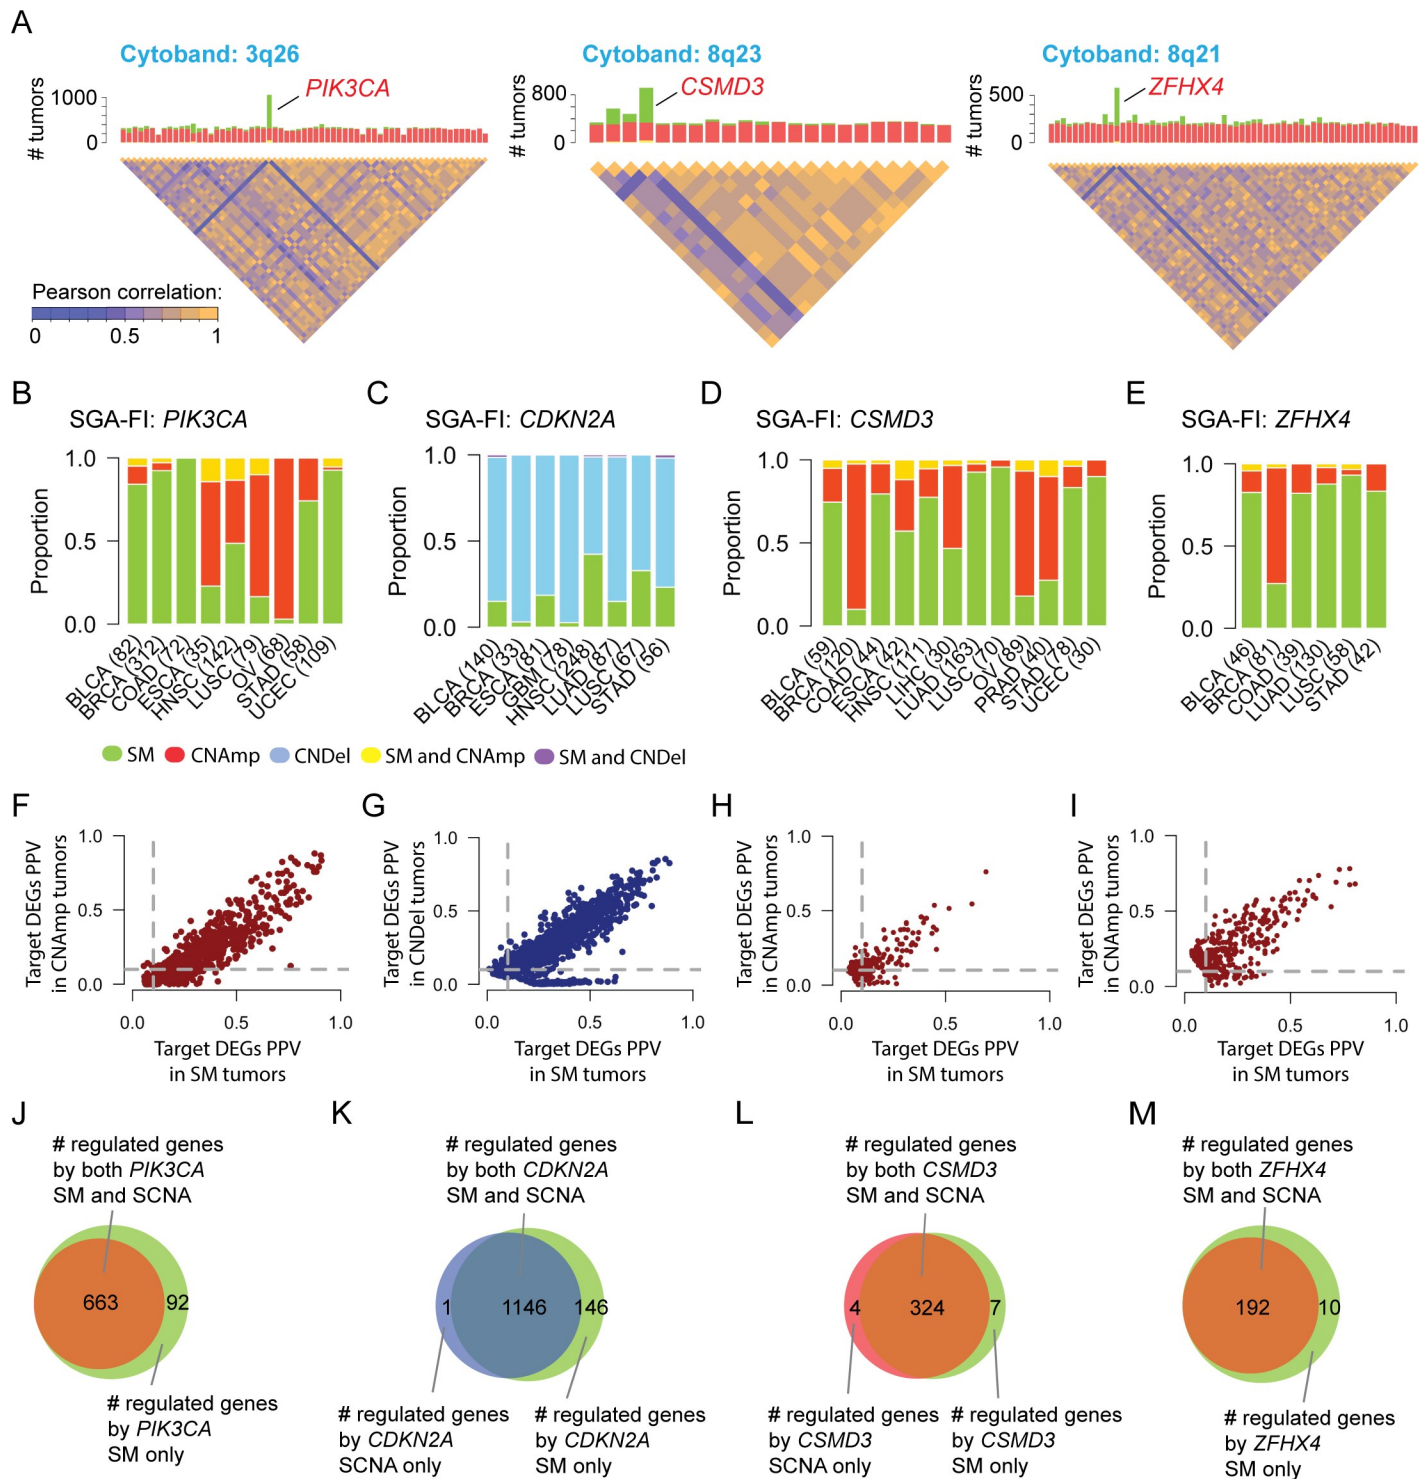 A
Cytoband: 3q26
Cytoband: 8q23
Cytoband: 8q21
# tumors
1000
0
PIK3CA
# tumors
800
0
CSMD3
# tumors
500
0
ZFHX4
Pearson correlation:
0 0.5 1
B
SGA-FI: PIK3CA
Proportion
1.0
0.5
0.0
BLCA (82)
BRCA (312)
COAD (72)
ESCA (35)
HNSC (142)
LUSC (79)
OV (68)
STAD (58)
UCEC (109)
C
SGA-FI: CDKN2A
Proportion
1.0
0.5
0.0
BLCA (140)
BRCA (33)
ESCA (81)
GBM (78)
HNSC (248)
LUAD (87)
LUSC (67)
STAD (56)
D
SGA-FI: CSMD3
Proportion
1.0
0.5
0.0
BLCA (59)
BRCA (120)
COAD (44)
ESCA (42)
HNSC (111)
LIHC (30)
LUAD (163)
LUSC (70)
OV (89)
PRAD (40)
STAD (78)
UCEC (30)
E
SGA-FI: ZFHX4
Proportion
1.0
0.5
0.0
BLCA (46)
BRCA (81)
COAD (39)
LUAD (130)
LUSC (58)
STAD (42)
SM CNAmp CNDel SM and CNAmp SM and CNDel
F
Target DEGs PPV
in CNAmp tumors
1.0
0.5
0.0
0.0 0.5 1.0
Target DEGs PPV
in SM tumors
G
Target DEGs PPV
in CNDel tumors
1.0
0.5
0.0
0.0 0.5 1.0
Target DEGs PPV
in SM tumors
H
Target DEGs PPV
in CNAmp tumors
1.0
0.5
0.0
0.0 0.5 1.0
Target DEGs PPV
in SM tumors
I
Target DEGs PPV
in CNAmp tumors
1.0
0.5
0.0
0.0 0.5 1.0
Target DEGs PPV
in SM tumors
J
# regulated genes
by both PIK3CA
SM and SCNA
663 92
# regulated genes
by PIK3CA
SM only
K
# regulated genes
by both CDKN2A
SM and SCNA
1 1146 146
# regulated genes
by CDKN2A
SCNA only
# regulated genes
by CDKN2A
SM only
L
# regulated genes
by both CSMD3
SM and SCNA
4 324 7
# regulated genes
by CSMD3
SCNA only
# regulated genes
by CSMD3
SM only
M
# regulated genes
by both ZFHX4
SM and SCNA
192 10
# regulated genes
by ZFHX4
SM only